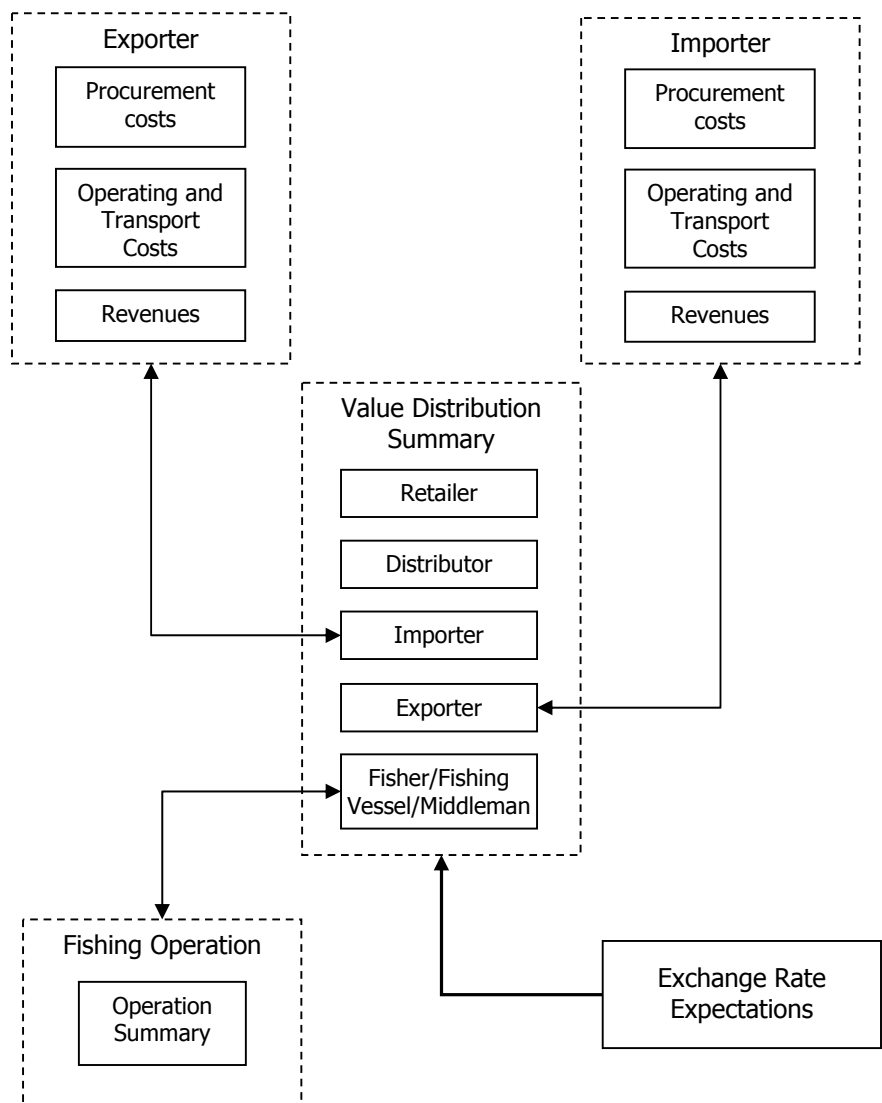 Exporter
Procurement
costs
Operating and
Transport
Costs
Revenues
Importer
Procurement
costs
Operating and
Transport
Costs
Revenues
Value Distribution
Summary
Retailer
Distributor
Importer
Exporter
Fisher/Fishing
Vessel/Middleman
Fishing Operation
Operation
Summary
Exchange Rate
Expectations